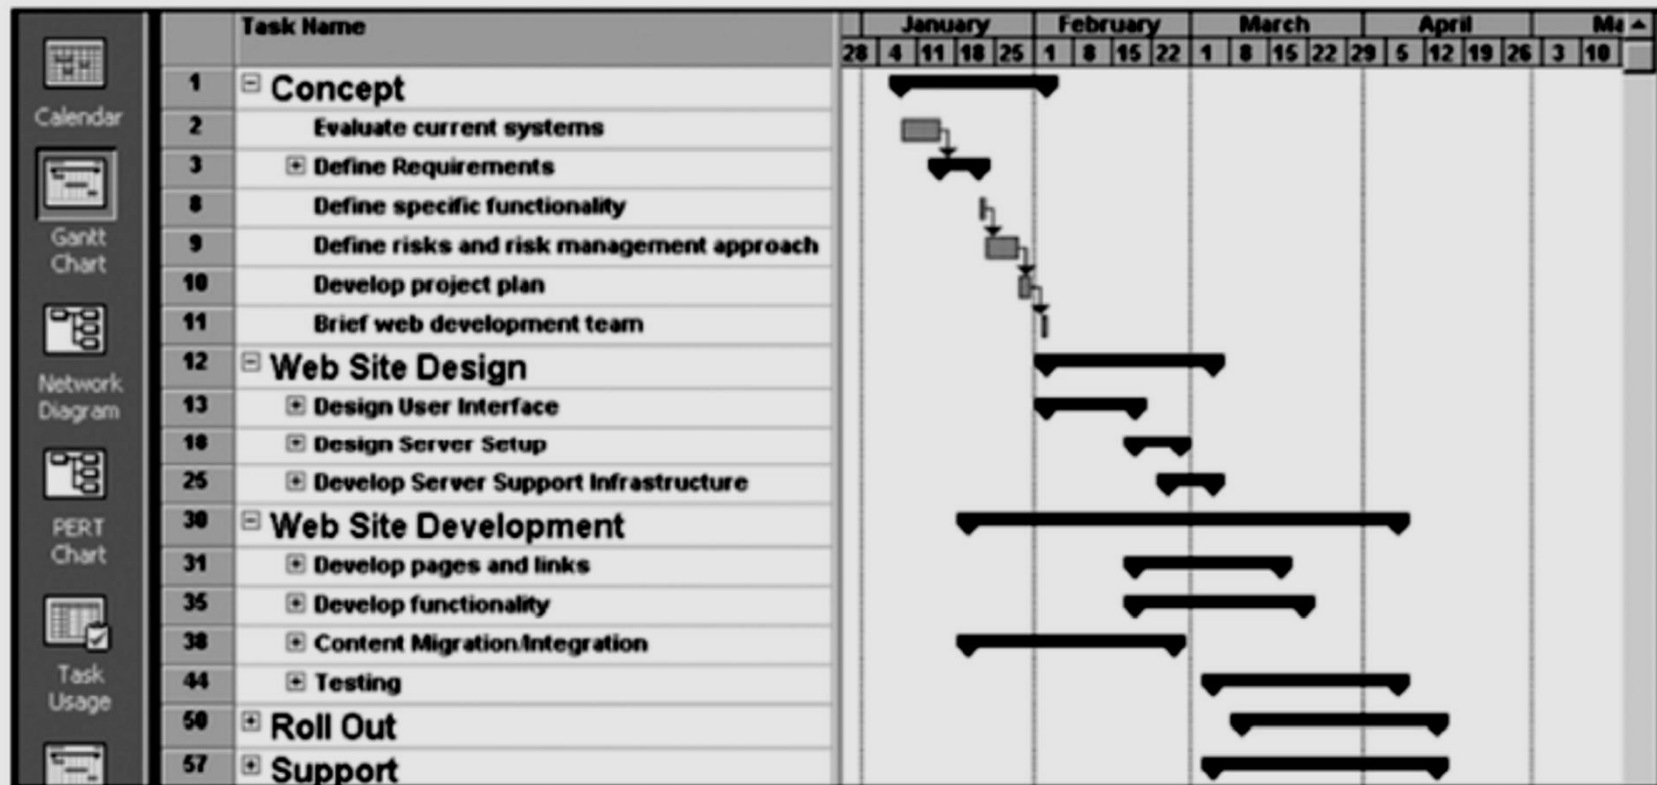 Task Name
January February March April Ma
28 4 11 18 25 1 8 15 22 1 8 15 22 29 5 12 19 26 3 10
Calendar
Gantt
Chart
Network
Diagram
PERT
Chart
Task
Usage
1 Concept
2 Evaluate current systems
3 Define Requirements
8 Define specific functionality
9 Define risks and risk management approach
10 Develop project plan
11 Brief web development team
12 Web Site Design
13 Design User Interface
18 Design Server Setup
25 Develop Server Support Infrastructure
30 Web Site Development
31 Develop pages and links
35 Develop functionality
38 Content Migration/Integration
44 Testing
50 Roll Out
57 Support